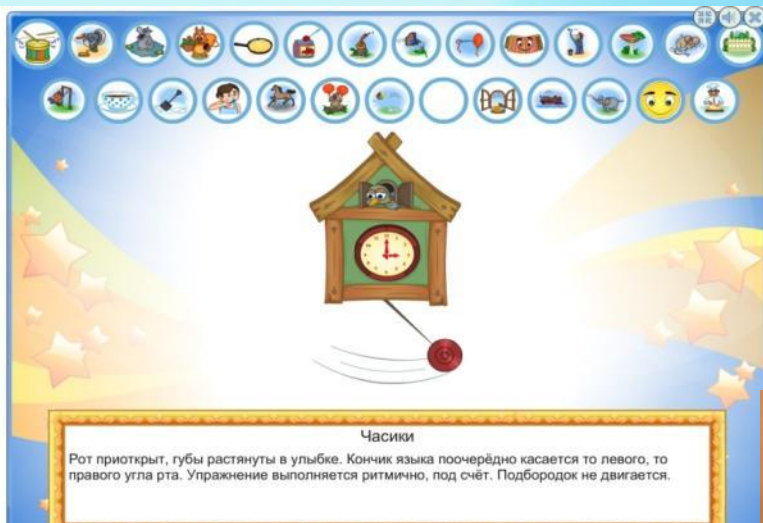 Часики
Рот приоткрыт, губы растянуты в улыбке. Кончик языка поочерёдно касается то левого, то
правого угла рта. Упражнение выполняется ритмично, под счёт. Подбородок не двигается.